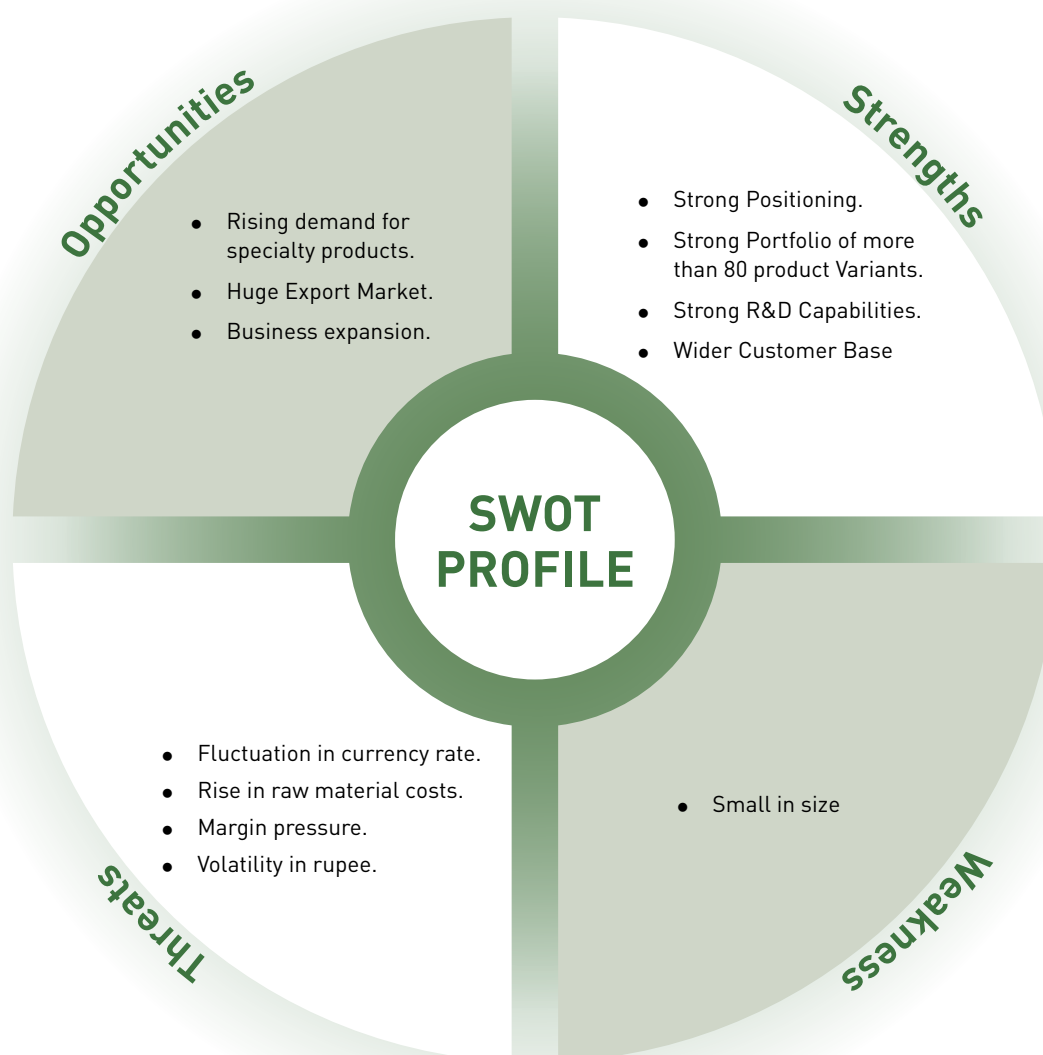 Opportunities
● Rising demand for
specialty products.
● Huge Export Market.
● Business expansion.
Strengths
● Strong Positioning.
● Strong Portfolio of more
than 80 product Variants.
● Strong R&D Capabilities.
● Wider Customer Base
SWOT
PROFILE
● Fluctuation in currency rate.
● Rise in raw material costs.
● Margin pressure.
● Volatility in rupee.
Threats
● Small in size
Weakness